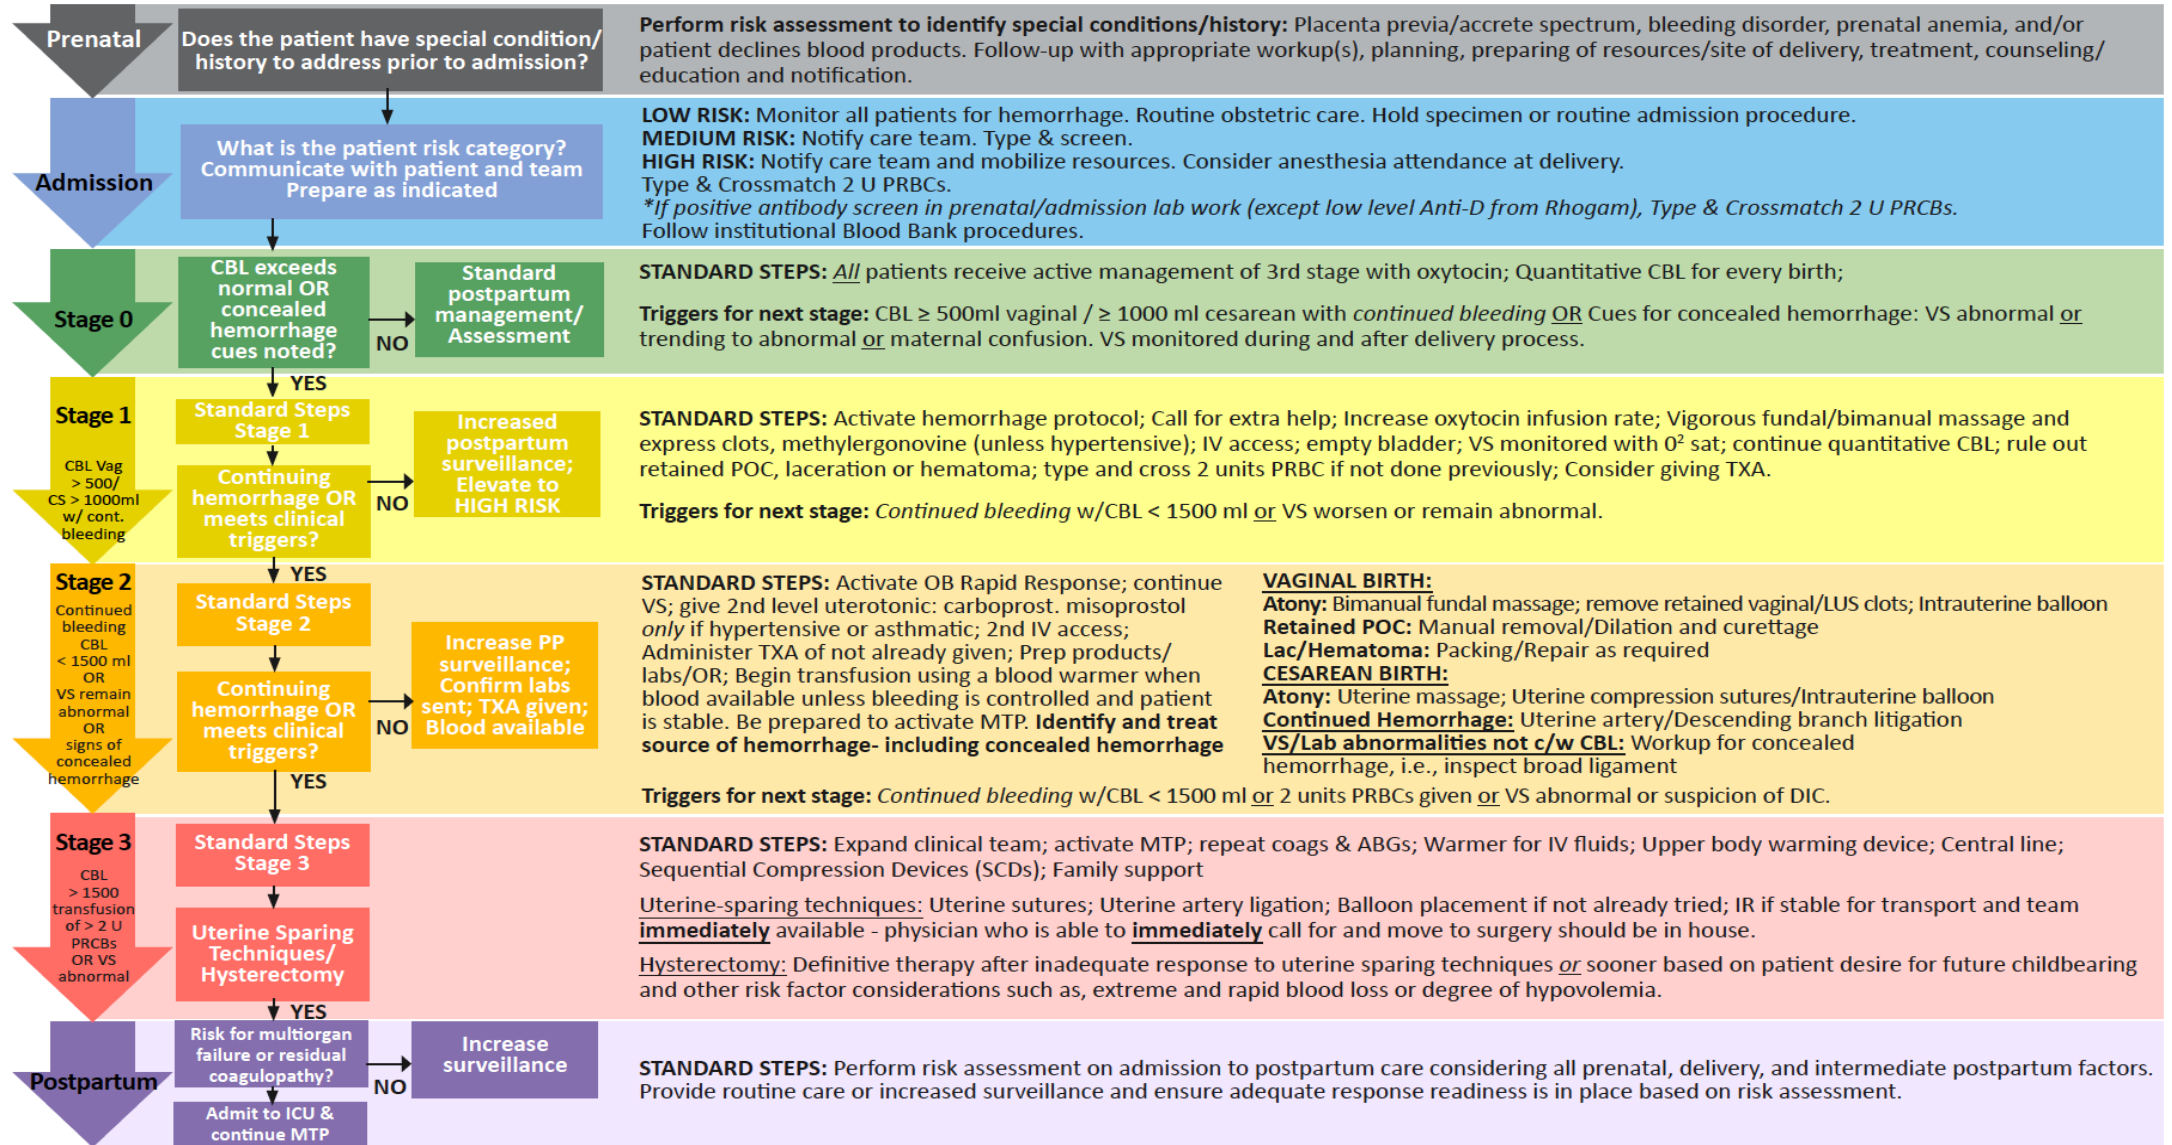 Prenatal
Does the patient have special condition/
history to address prior to admission?
Perform risk assessment to identify special conditions/history: Placenta previa/accrete spectrum, bleeding disorder, prenatal anemia, and/or
patient declines blood products. Follow-up with appropriate workup(s), planning, preparing of resources/site of delivery, treatment, counseling/
education and notification.
Admission
What is the patient risk category?
Communicate with patient and team
Prepare as indicated
LOW RISK: Monitor all patients for hemorrhage. Routine obstetric care. Hold specimen or routine admission procedure.
MEDIUM RISK: Notify care team. Type & screen.
HIGH RISK: Notify care team and mobilize resources. Consider anesthesia attendance at delivery.
Type & Crossmatch 2 U PRBCs.
*If positive antibody screen in prenatal/admission lab work (except low level Anti-D from Rhogam), Type & Crossmatch 2 U PRCBs.
Follow institutional Blood Bank procedures.
Stage 0
CBL exceeds
normal OR
concealed
hemorrhage
cues noted?
NO
Standard
postpartum
management/
Assessment
STANDARD STEPS: All patients receive active management of 3rd stage with oxytocin; Quantitative CBL for every birth;
Triggers for next stage: CBL ≥ 500ml vaginal / ≥ 1000 ml cesarean with continued bleeding OR Cues for concealed hemorrhage: VS abnormal or
trending to abnormal or maternal confusion. VS monitored during and after delivery process.
YES
Stage 1
CBL Vag
> 500/
CS > 1000ml
w/ cont.
bleeding
Standard Steps
Stage 1
Continuing
hemorrhage OR
meets clinical
triggers?
NO
Increased
postpartum
surveillance;
Elevate to
HIGH RISK
STANDARD STEPS: Activate hemorrhage protocol; Call for extra help; Increase oxytocin infusion rate; Vigorous fundal/bimanual massage and
express clots, methylergonovine (unless hypertensive); IV access; empty bladder; VS monitored with 0² sat; continue quantitative CBL; rule out
retained POC, laceration or hematoma; type and cross 2 units PRBC if not done previously; Consider giving TXA.
Triggers for next stage: Continued bleeding w/CBL < 1500 ml or VS worsen or remain abnormal.
YES
Stage 2
Continued
bleeding
CBL
< 1500 ml
OR
VS remain
abnormal
OR
signs of
concealed
hemorrhage
Standard Steps
Stage 2
Continuing
hemorrhage OR
meets clinical
triggers?
NO
Increase PP
surveillance;
Confirm labs
sent; TXA given;
Blood available
STANDARD STEPS: Activate OB Rapid Response; continue
VS; give 2nd level uterotonic: carboprost. misoprostol
only if hypertensive or asthmatic; 2nd IV access;
Administer TXA of not already given; Prep products/
labs/OR; Begin transfusion using a blood warmer when
blood available unless bleeding is controlled and patient
is stable. Be prepared to activate MTP. Identify and treat
source of hemorrhage- including concealed hemorrhage
VAGINAL BIRTH:
Atony: Bimanual fundal massage; remove retained vaginal/LUS clots; Intrauterine balloon
Retained POC: Manual removal/Dilation and curettage
Lac/Hematoma: Packing/Repair as required
CESAREAN BIRTH:
Atony: Uterine massage; Uterine compression sutures/Intrauterine balloon
Continued Hemorrhage: Uterine artery/Descending branch litigation
VS/Lab abnormalities not c/w CBL: Workup for concealed
hemorrhage, i.e., inspect broad ligament
Triggers for next stage: Continued bleeding w/CBL < 1500 ml or 2 units PRBCs given or VS abnormal or suspicion of DIC.
YES
Stage 3
CBL
> 1500
transfusion
of > 2 U
PRCBs
OR VS
abnormal
Standard Steps
Stage 3
Uterine Sparing
Techniques/
Hysterectomy
STANDARD STEPS: Expand clinical team; activate MTP; repeat coags & ABGs; Warmer for IV fluids; Upper body warming device; Central line;
Sequential Compression Devices (SCDs); Family support
Uterine-sparing techniques: Uterine sutures; Uterine artery ligation; Balloon placement if not already tried; IR if stable for transport and team
immediately available - physician who is able to immediately call for and move to surgery should be in house.
Hysterectomy: Definitive therapy after inadequate response to uterine sparing techniques or sooner based on patient desire for future childbearing
and other risk factor considerations such as, extreme and rapid blood loss or degree of hypovolemia.
YES
Postpartum
Risk for multiorgan
failure or residual
coagulopathy?
NO
Increase
surveillance
Admit to ICU &
continue MTP
STANDARD STEPS: Perform risk assessment on admission to postpartum care considering all prenatal, delivery, and intermediate postpartum factors.
Provide routine care or increased surveillance and ensure adequate response readiness is in place based on risk assessment.